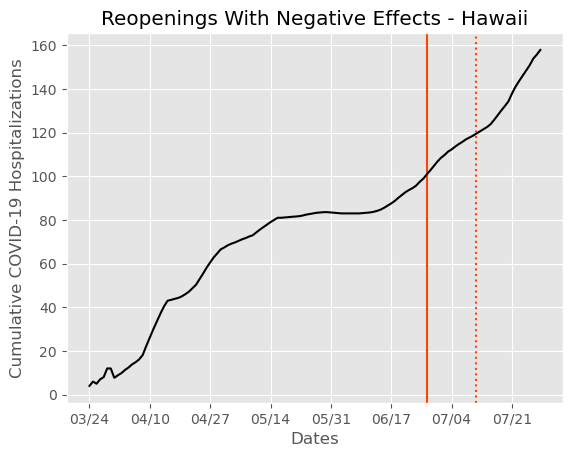 Reopenings With Negative Effects - Hawaii
Cumulative COVID-19 Hospitalizations
160
140
120
100
80
60
40
20
0
03/24 04/10 04/27 05/14 05/31 06/17 07/04 07/21
Dates